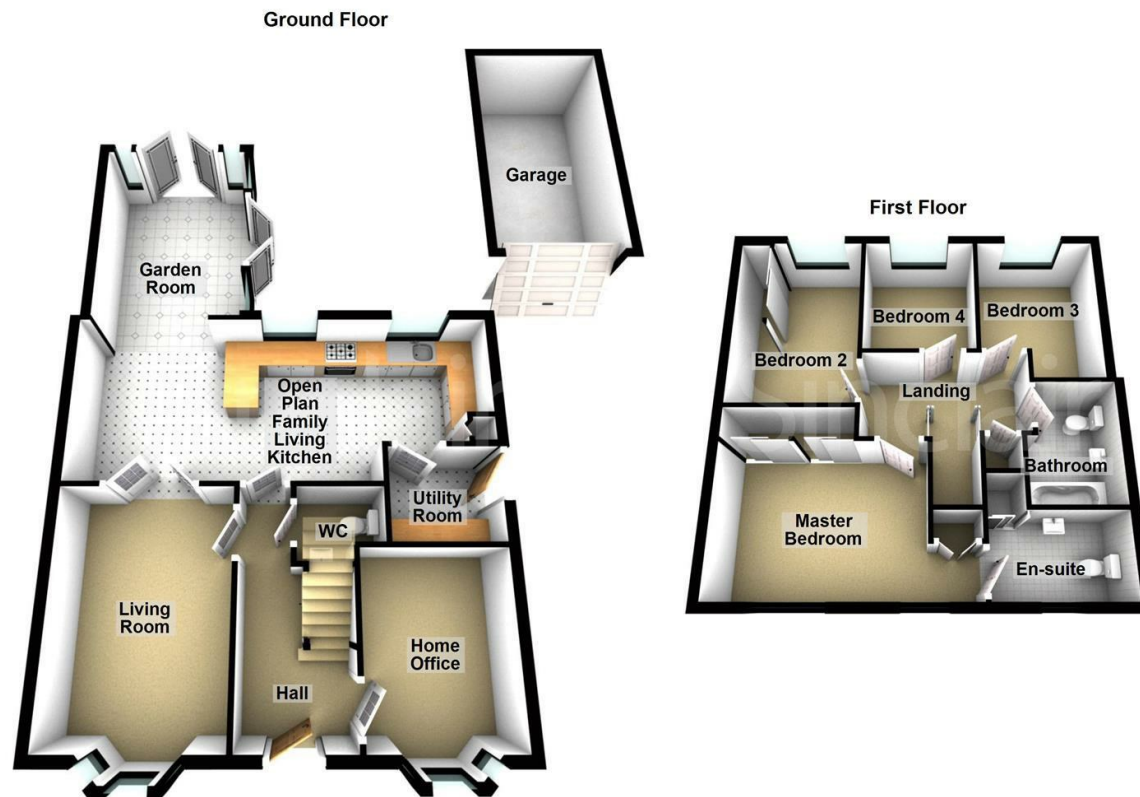 Ground Floor
Garage
Garden
Room
Open
Plan
Family
Living
Kitchen
Utility
Room
WC
Living
Room
Hall
Home
Office
First Floor
Bedroom 2
Bedroom 4
Bedroom 3
Landing
Bathroom
Master
Bedroom
En-suite
sinclair